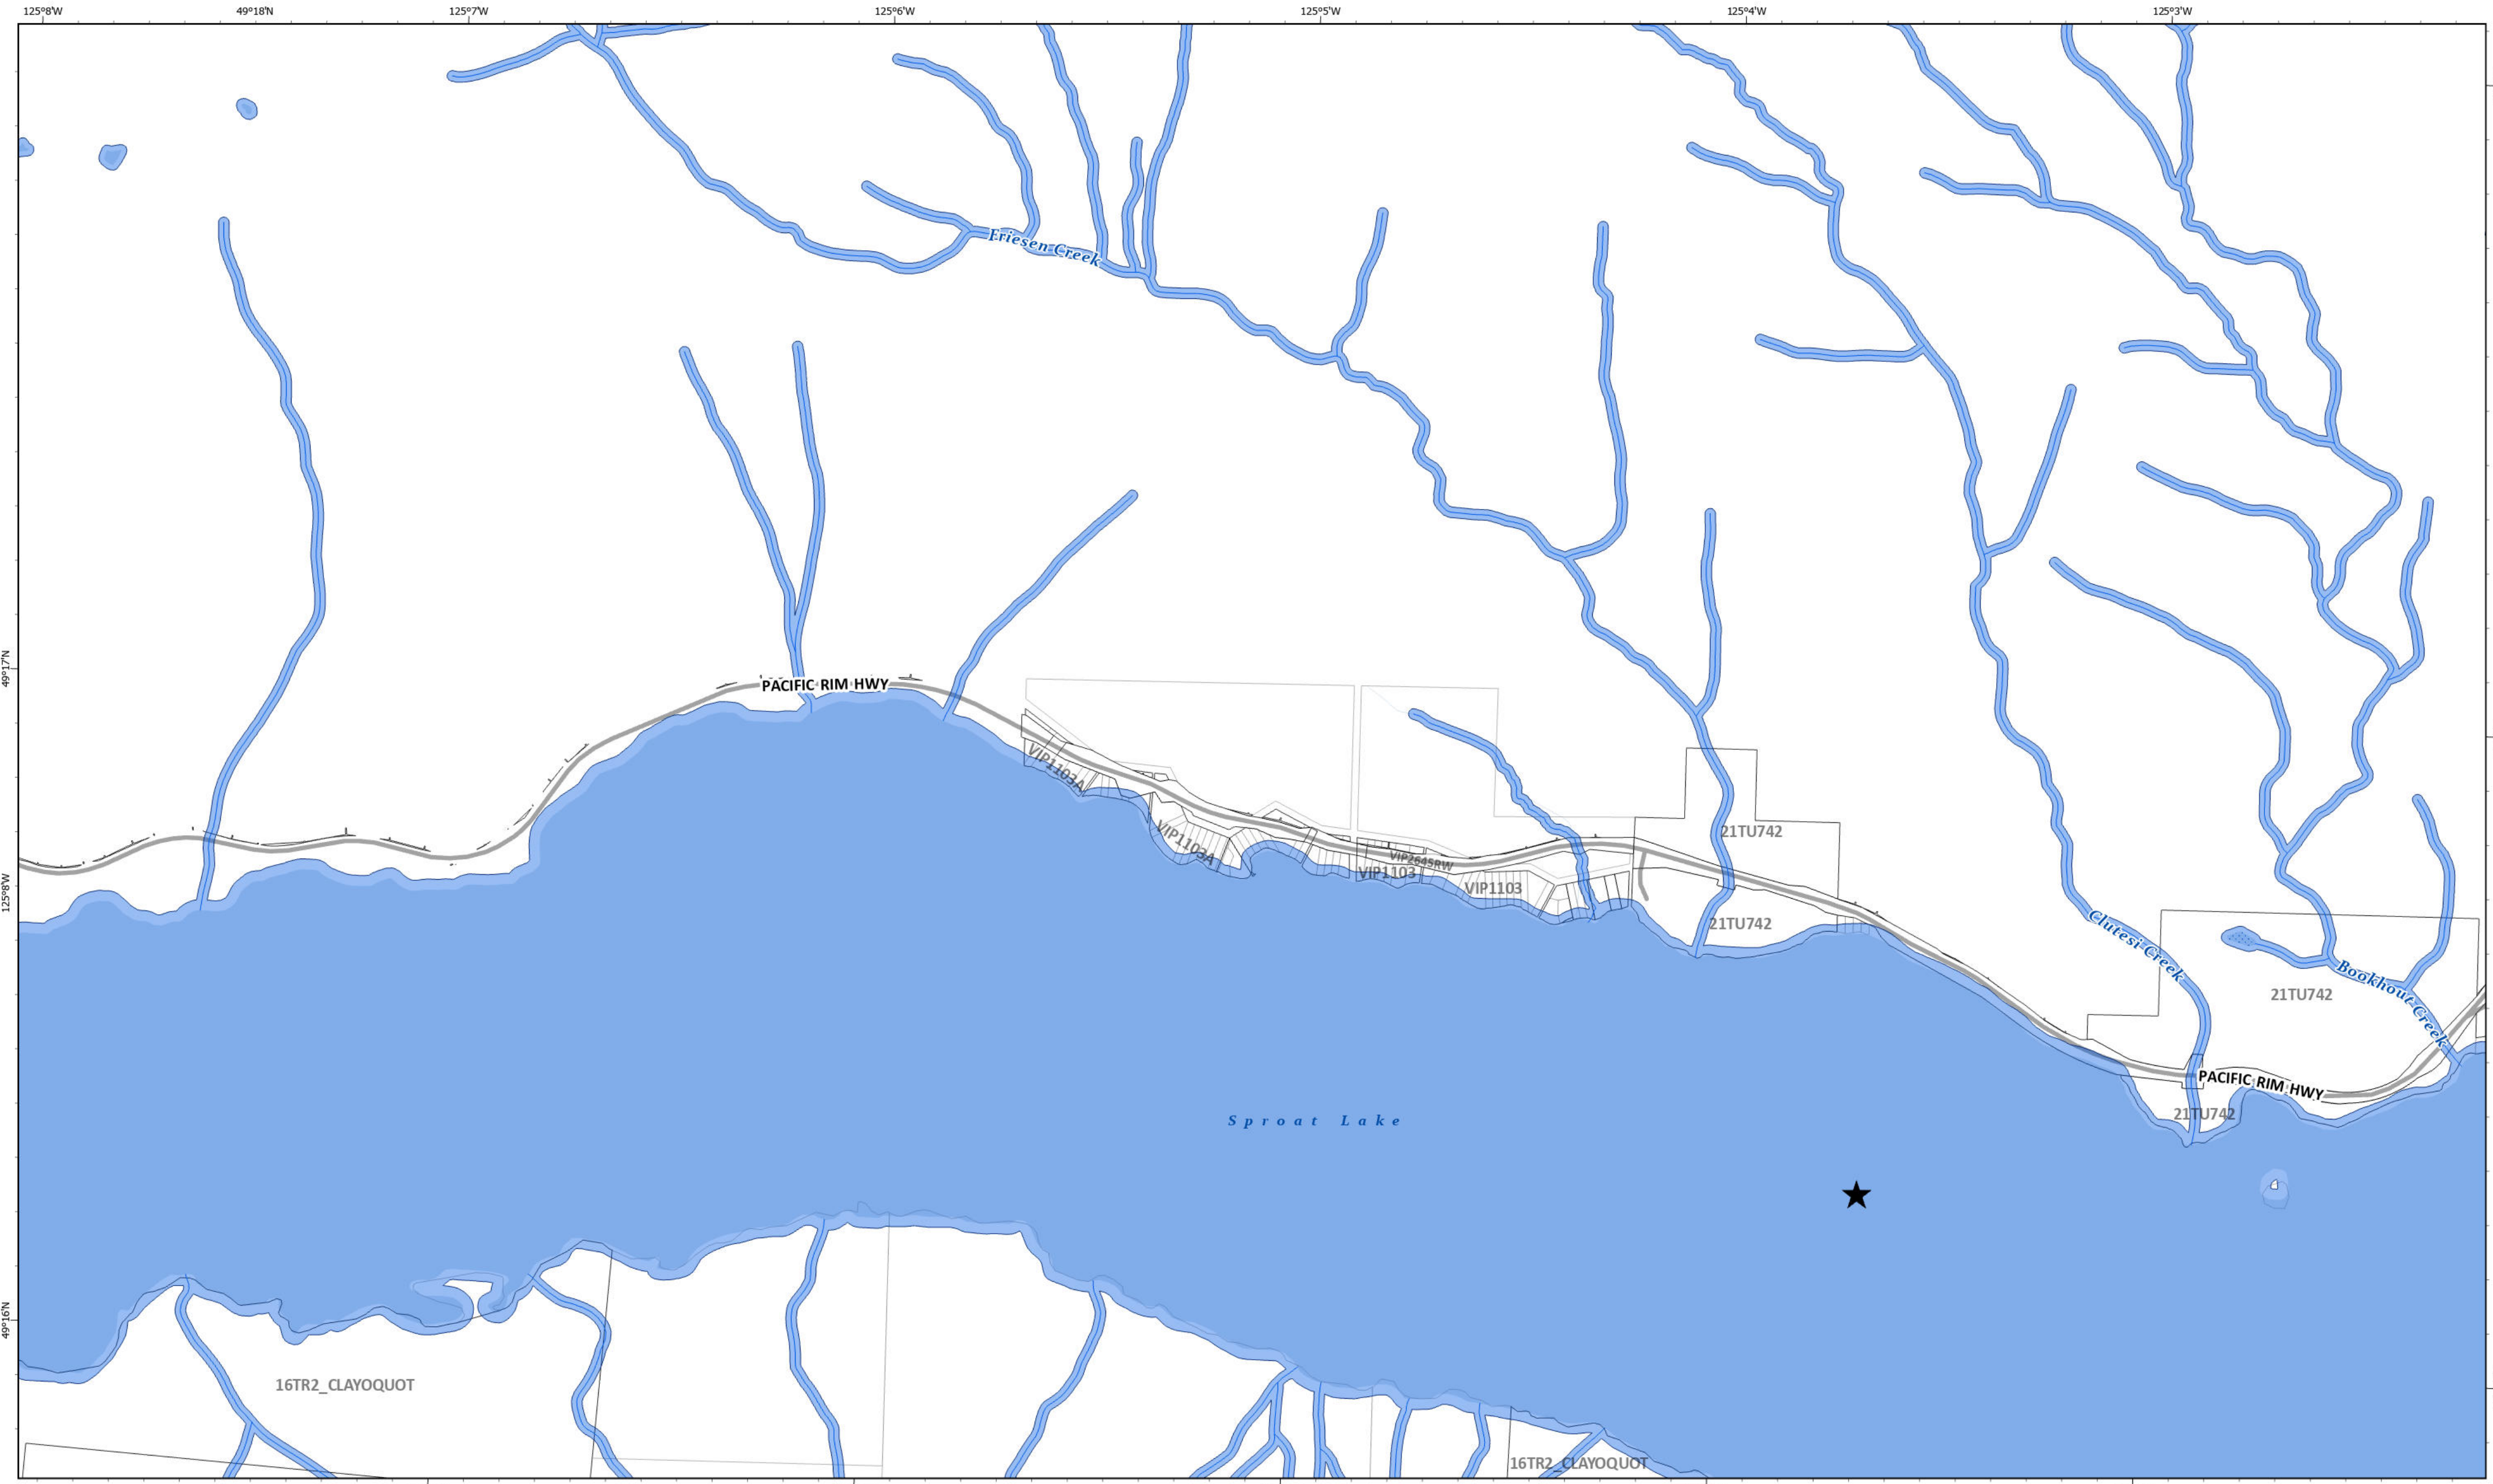 125°8'W
49°18'N
125°7'W
125°6'W
125°5'W
125°4'W
125°3'W
Friesen Creek
49°17'N
PACIFIC RIM HWY
VIP1103A
VIP1103A
21TU742
VIP2645RW
VIP1103
VIP1103
125°8'W
21TU742
Clutesi Creek
Bookhout Creek
21TU742
PACIFIC RIM HWY
21TU742
Sproat Lake
49°16'N
16TR2_CLAYOQUOT
16TR2_CLAYOQUOT